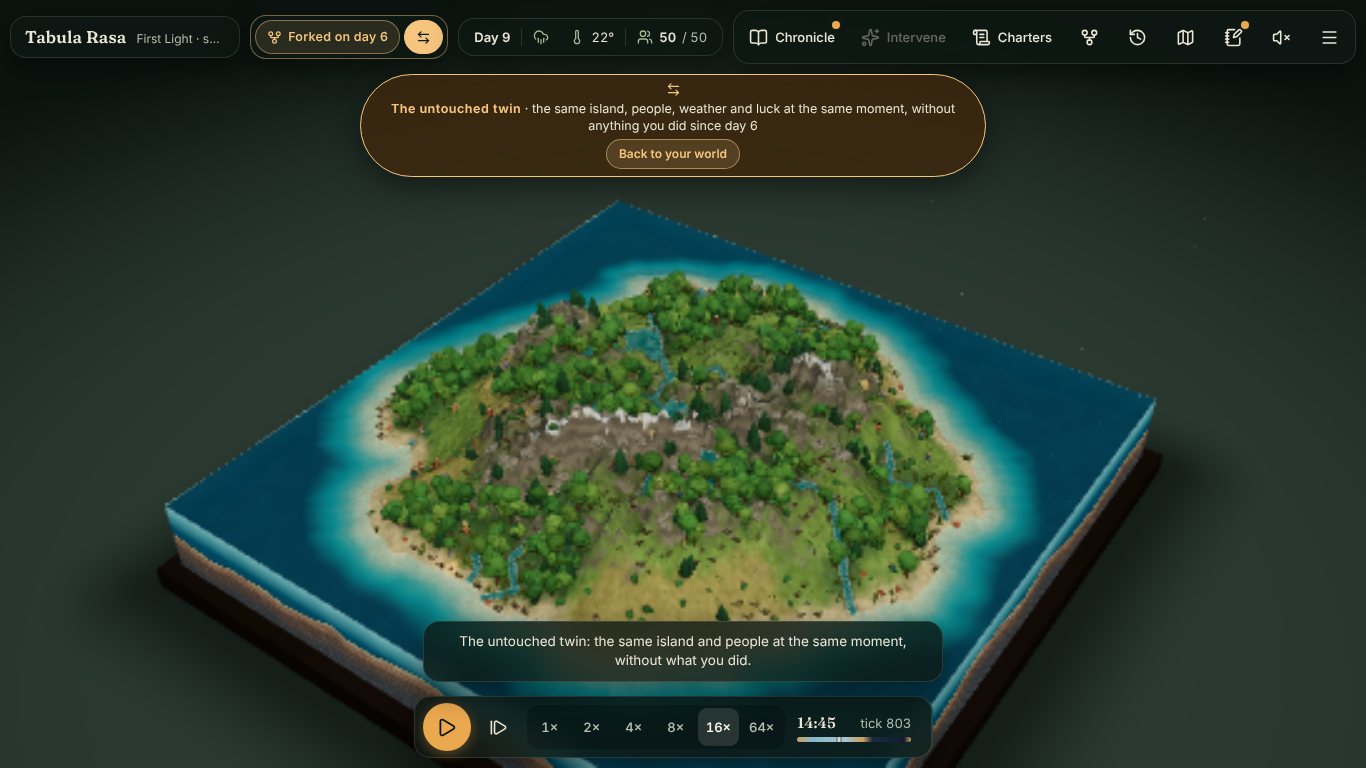 Tabula Rasa First Light · s...
Forked on day 6
Day 9 22° 50 / 50
Chronicle Intervene Charters
The untouched twin · the same island, people, weather and luck at the same moment, without
anything you did since day 6
Back to your world
The untouched twin: the same island and people at the same moment,
without what you did.
1× 2× 4× 8× 16× 64× 14:45 tick 803